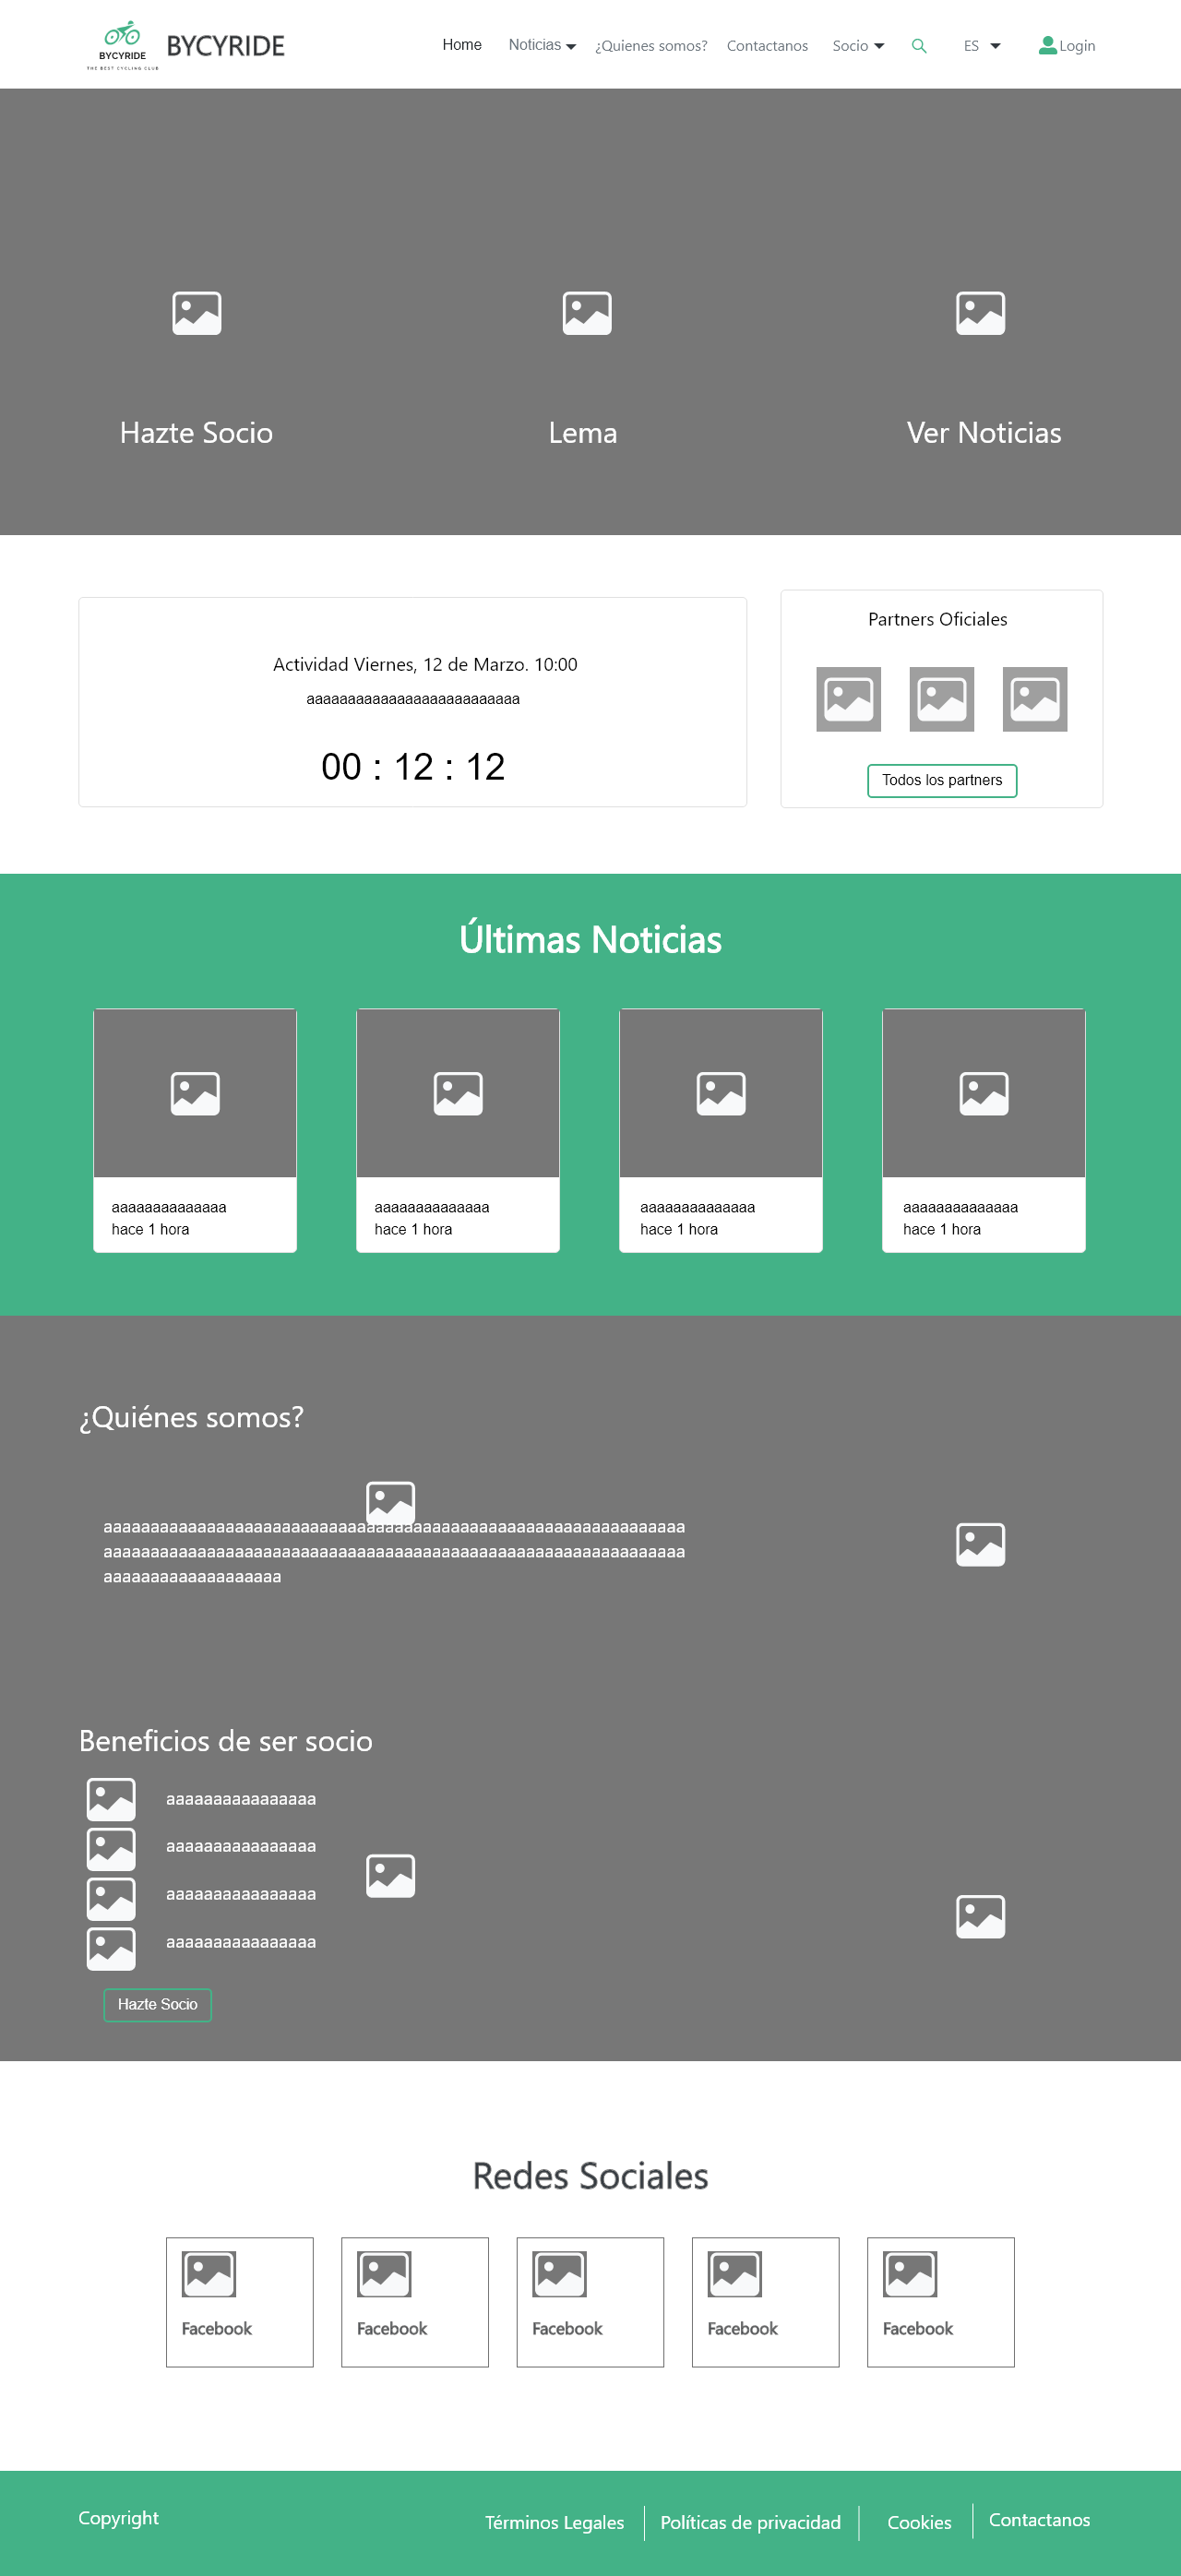 BYCYRIDE
THE BEST CYCLING CLUB
BYCYRIDE
Home
Noticias
¿Quienes somos?
Contactanos
Socio
ES
Login
Hazte Socio
Lema
Ver Noticias
Actividad Viernes, 12 de Marzo. 10:00
aaaaaaaaaaaaaaaaaaaaaaaaaa
00 : 12 : 12
Partners Oficiales
Todos los partners
Últimas Noticias
aaaaaaaaaaaaaa
hace 1 hora
aaaaaaaaaaaaaa
hace 1 hora
aaaaaaaaaaaaaa
hace 1 hora
aaaaaaaaaaaaaa
hace 1 hora
¿Quiénes somos?
aaaaaaaaaaaaaaaaaaaaaaaaaaaaaaaaaaaaaaaaaaaaaaaaaaaaaaaaaaaaaa
aaaaaaaaaaaaaaaaaaaaaaaaaaaaaaaaaaaaaaaaaaaaaaaaaaaaaaaaaaaaaa
aaaaaaaaaaaaaaaaaaa
Beneficios de ser socio
aaaaaaaaaaaaaaaa
aaaaaaaaaaaaaaaa
aaaaaaaaaaaaaaaa
aaaaaaaaaaaaaaaa
Hazte Socio
Redes Sociales
Facebook
Facebook
Facebook
Facebook
Facebook
Copyright
Términos Legales
Políticas de privacidad
Cookies
Contactanos